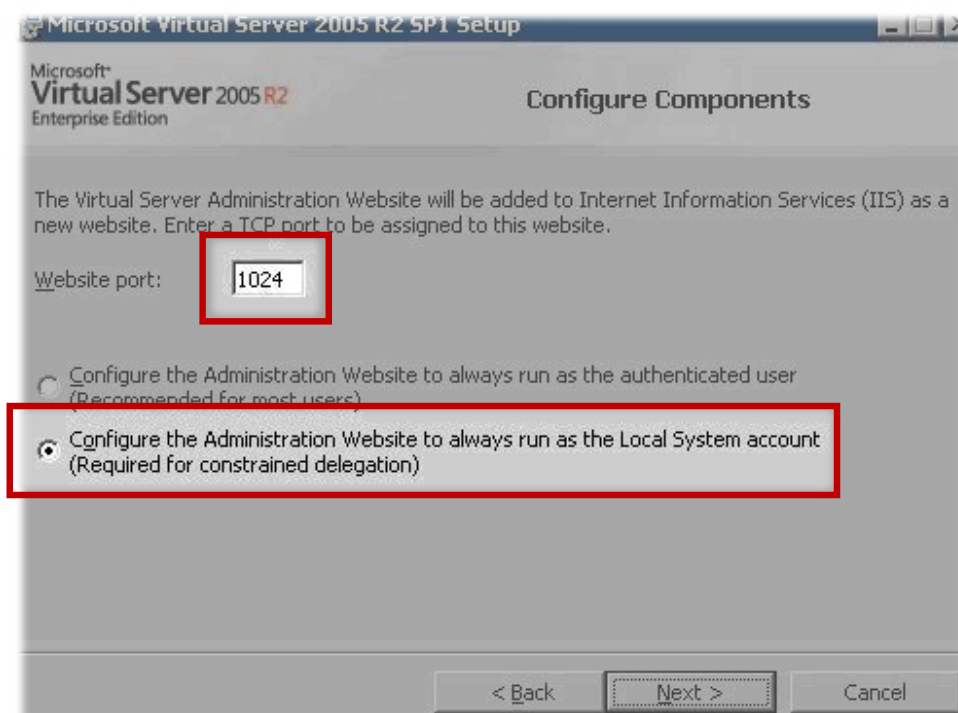 Microsoft Virtual Server 2005 R2 SP1 Setup
Microsoft
Virtual Server 2005 R2
Enterprise Edition
Configure Components
The Virtual Server Administration Website will be added to Internet Information Services (IIS) as a
new website. Enter a TCP port to be assigned to this website.
Website port: 1024
Configure the Administration Website to always run as the authenticated user
(Recommended for most users)
Configure the Administration Website to always run as the Local System account
(Required for constrained delegation)
< Back Next > Cancel